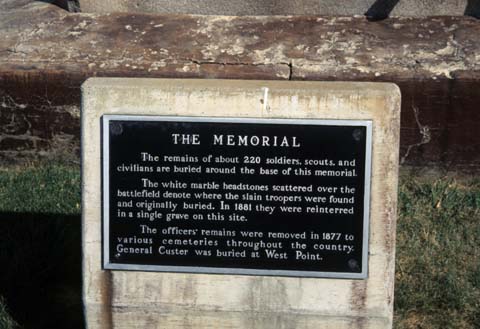 THE MEMORIAL
The remains of about 220 soldiers, scouts, and
civilians are buried around the base of this memorial.
The white marble headstones scattered over the
battlefield denote where the slain troopers were found
and originally buried. In 1881 they were reinterred
in a single grave on this site.
The officers' remains were removed in 1877 to
various cemeteries throughout the country.
General Custer was buried at West Point.